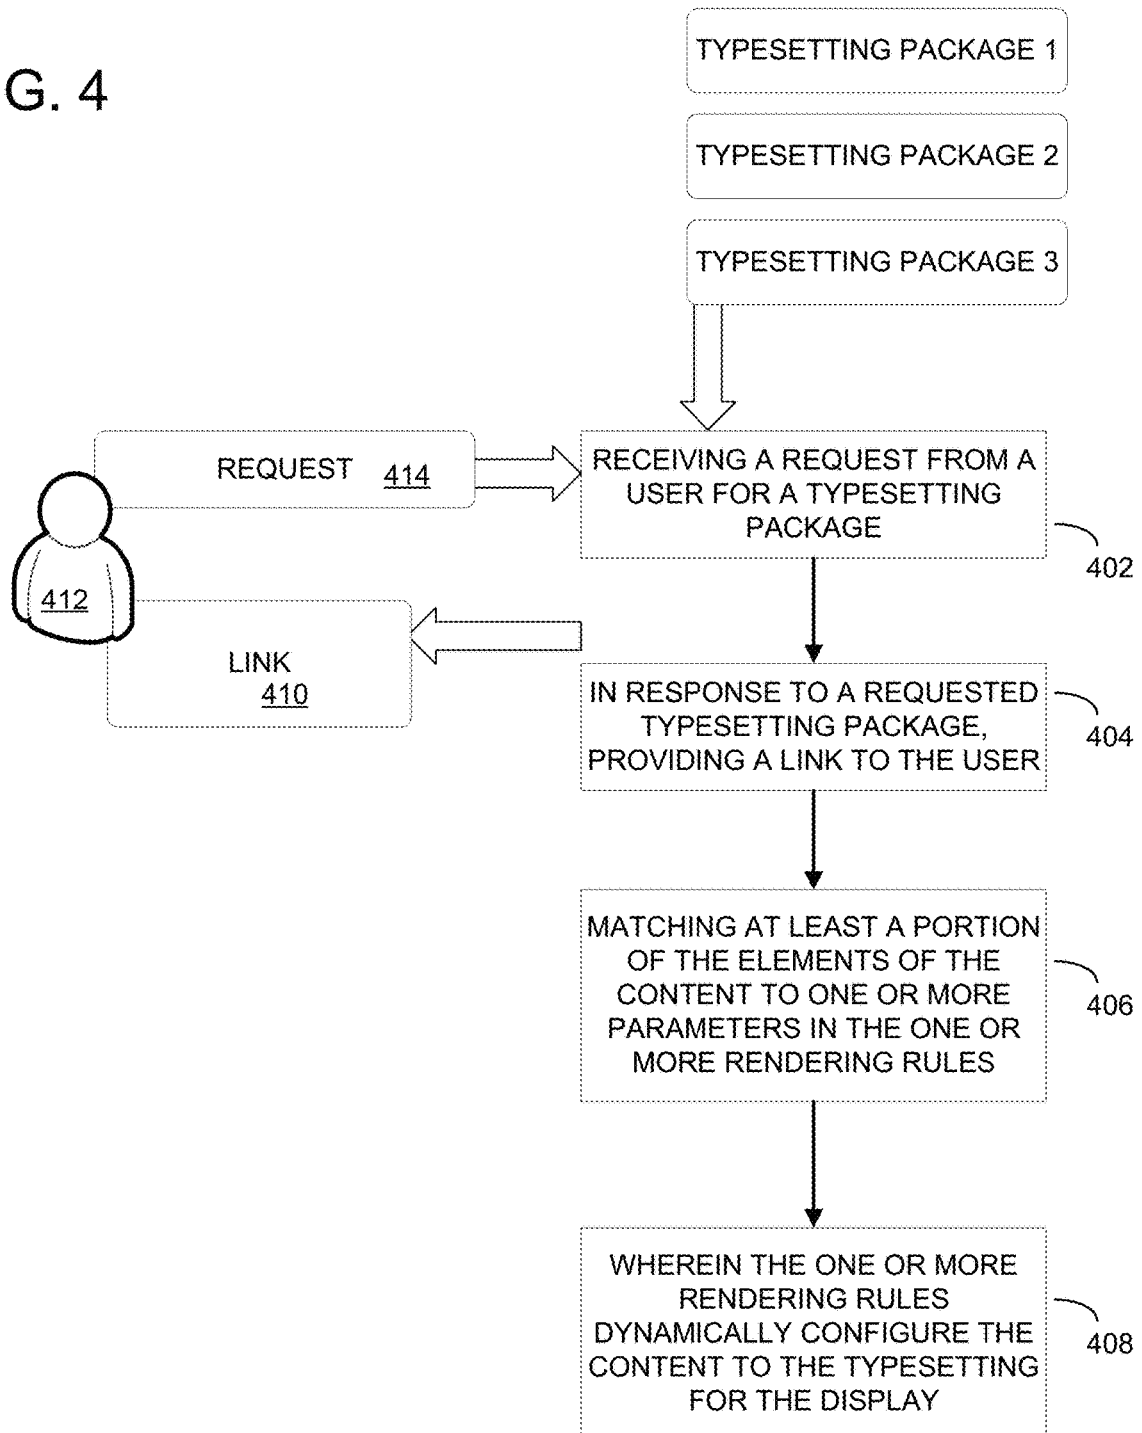 G. 4
TYPESETTING PACKAGE 1
TYPESETTING PACKAGE 2
TYPESETTING PACKAGE 3
REQUEST 414
RECEIVING A REQUEST FROM A
USER FOR A TYPESETTING
PACKAGE
402
412
LINK
410
IN RESPONSE TO A REQUESTED
TYPESETTING PACKAGE,
PROVIDING A LINK TO THE USER
404
MATCHING AT LEAST A PORTION
OF THE ELEMENTS OF THE
CONTENT TO ONE OR MORE
PARAMETERS IN THE ONE OR
MORE RENDERING RULES
406
WHEREIN THE ONE OR MORE
RENDERING RULES
DYNAMICALLY CONFIGURE THE
CONTENT TO THE TYPESETTING
FOR THE DISPLAY
408